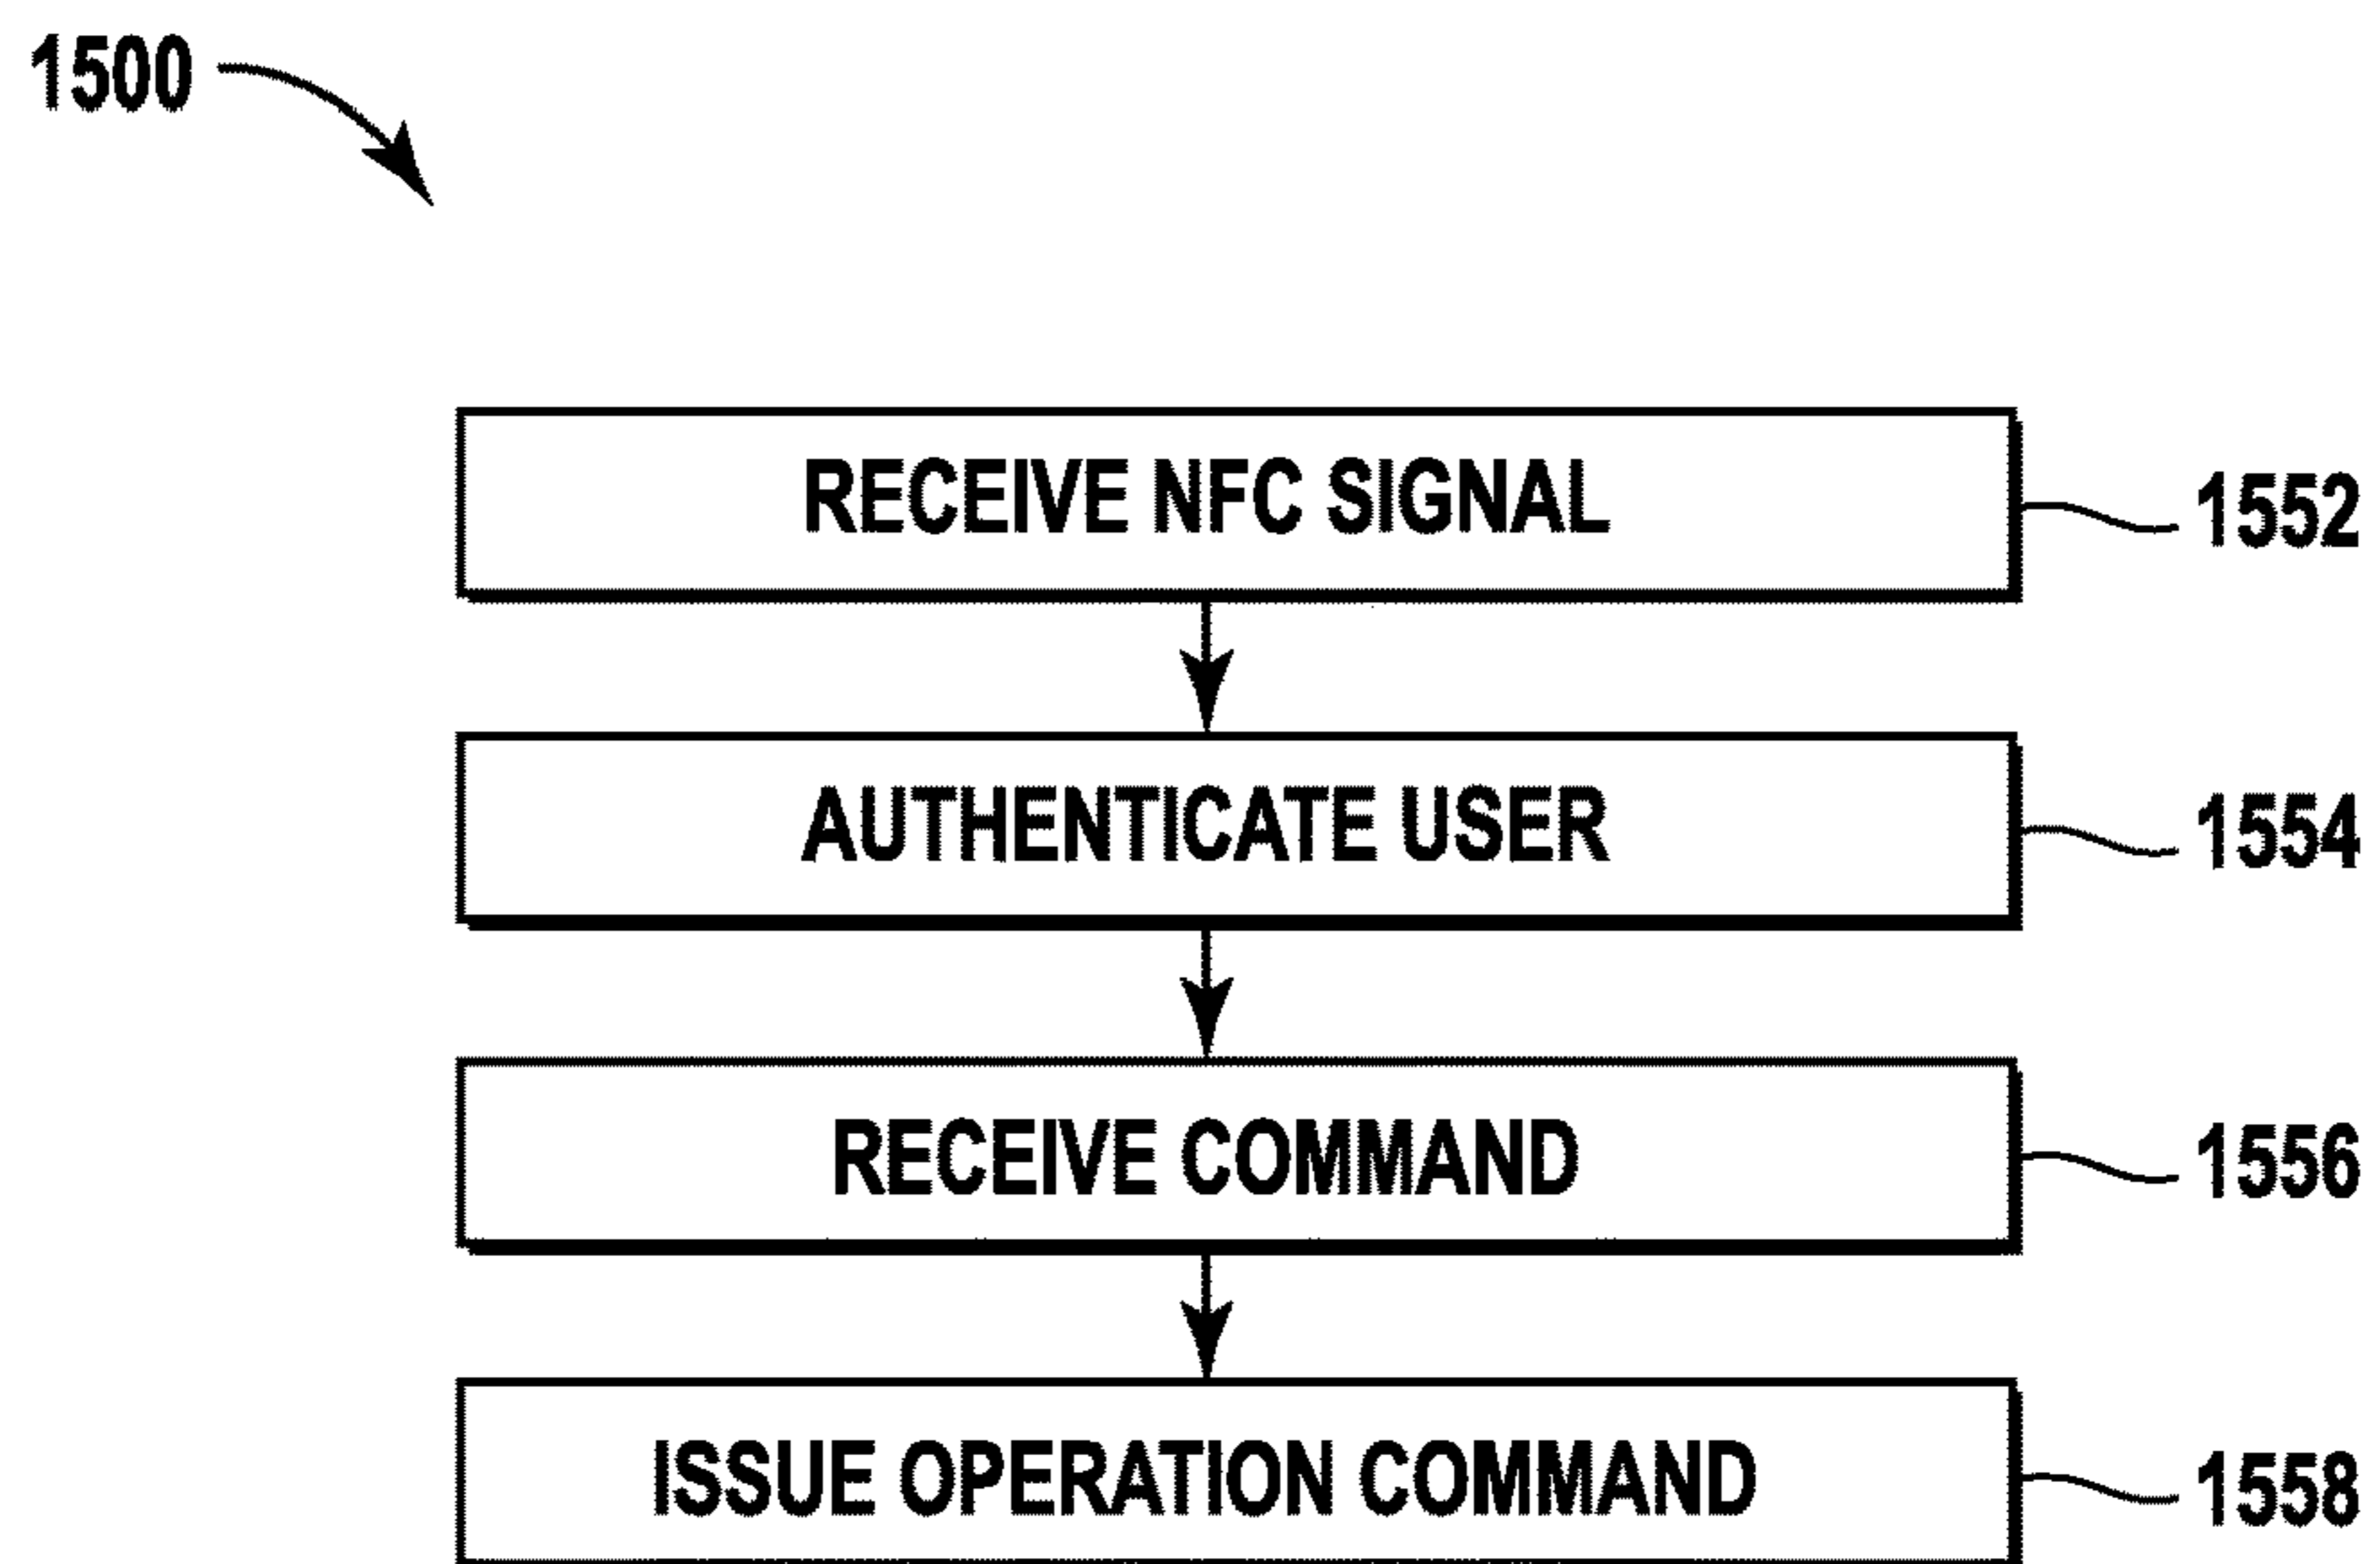 1500
RECEIVE NFC SIGNAL
1552
AUTHENTICATE USER
1554
RECEIVE COMMAND
1556
ISSUE OPERATION COMMAND
1558